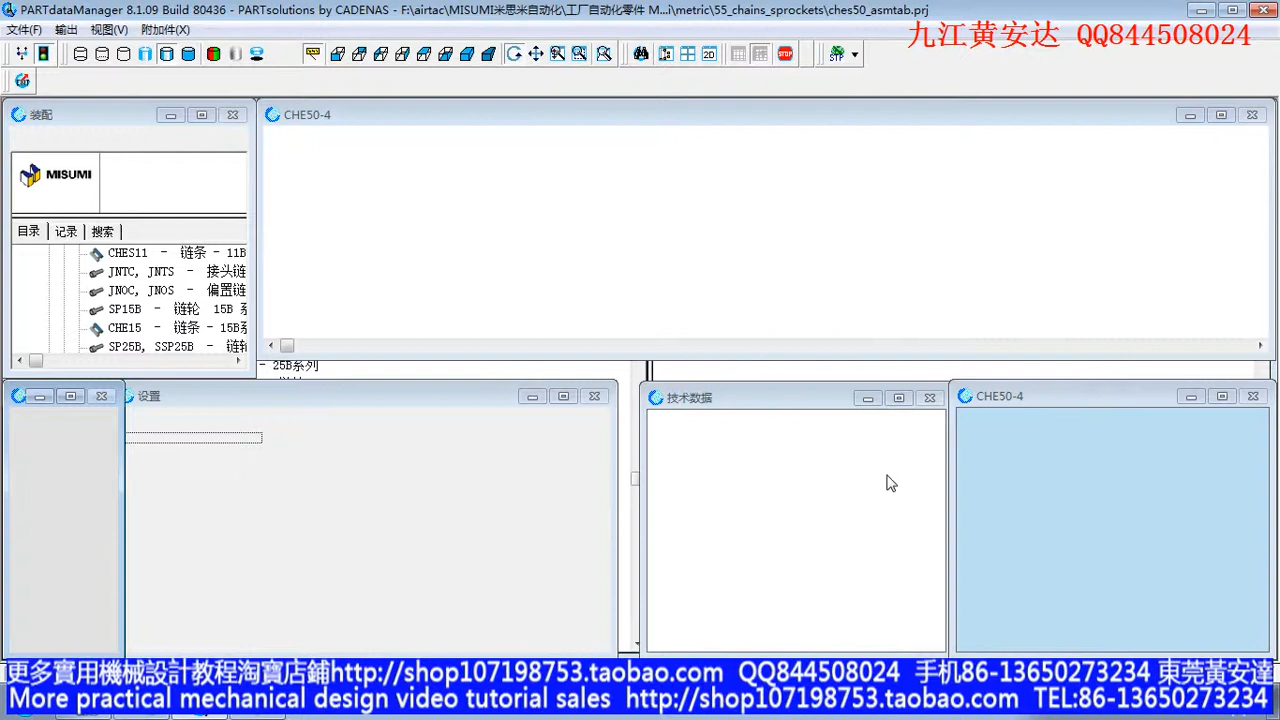 PARTdataManager 8.1.09 Build 80436 - PARTsolutions by CADENAS - F:\airtac\MISUMI米思米自动化\工厂自动化零件 M...i\metric\55_chains_sprockets\ches50_asmtab.prj
文件(F) 输出 视图(V) 附加件(X)
九江黄安达 QQ844508024
2D
STOP
STP
装配
CHE50-4
MISUMI
目录 记录 搜索
CHES11 - 链条 - 11B
JNTC, JNTS - 接头链
JNOC, JNOS - 偏置链
SP15B - 链轮 15B 系
CHE15 - 链条 - 15B系
SP25B, SSP25B - 链轮
- 25B系列
设置
技术数据
CHE50-4
更多實用機械設計教程淘寶店鋪http://shop107198753.taobao.com QQ844508024 手机86-13650273234 東莞黃安達
More practical mechanical design video tutorial sales http://shop107198753.taobao.com TEL:86-13650273234